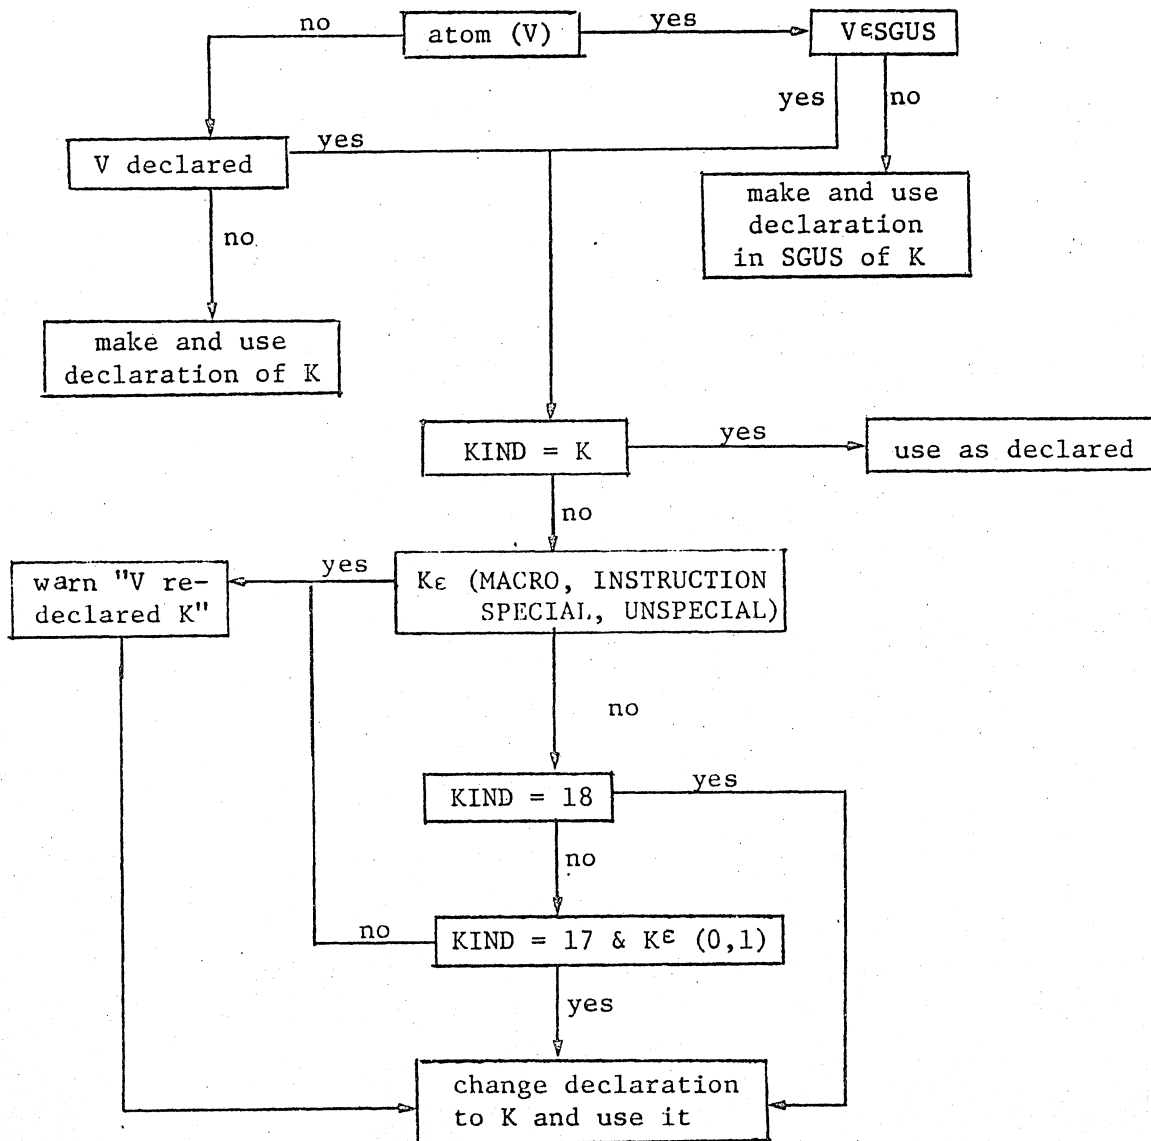 no
atom (V)
yes
VεSGUS
yes
no
V declared
yes
make and use
declaration
in SGUS of K
no
make and use
declaration of K
KIND = K
yes
use as declared
no
warn "V re-
declared K"
yes
Kε (MACRO, INSTRUCTION
SPECIAL, UNSPECIAL)
no
KIND = 18
yes
no
no
KIND = 17 & Kε (0,1)
yes
change declaration
to K and use it